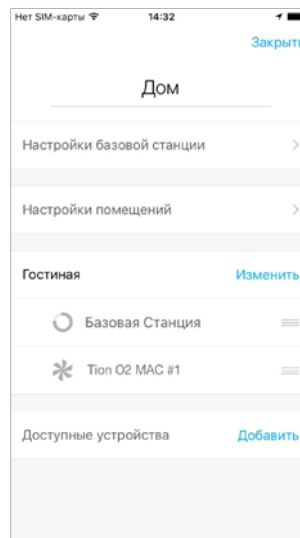 Нет SIM-карты 14:32
Закрыть
Дом
Настройки базовой станции
Настройки помещений
Гостиная Изменить
Базовая Станция
Tion O2 MAC #1
Доступные устройства Добавить